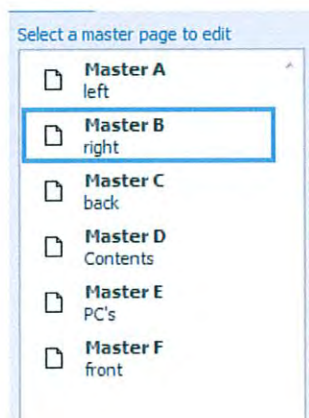 Select a master page to edit
Master A
left
Master B
right
Master C
back
Master D
Contents
Master E
PC's
Master F
front